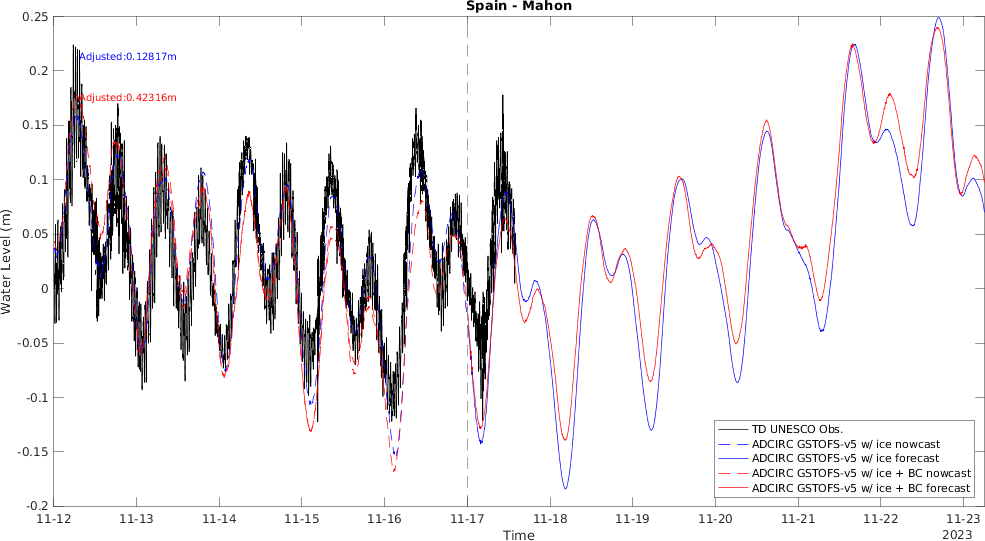 Spain - Mahon
0.25
0.2
0.15
0.1
0.05
0
-0.05
-0.1
-0.15
-0.2
Water Level (m)
Adjusted:0.12817m
Adjusted:0.42316m
TD UNESCO Obs.
ADCIRC GSTOFS-v5 w/ ice nowcast
ADCIRC GSTOFS-v5 w/ ice forecast
ADCIRC GSTOFS-v5 w/ ice + BC nowcast
ADCIRC GSTOFS-v5 w/ ice + BC forecast
11-12 11-13 11-14 11-15 11-16 11-17 11-18 11-19 11-20 11-21 11-22 11-23
Time
2023